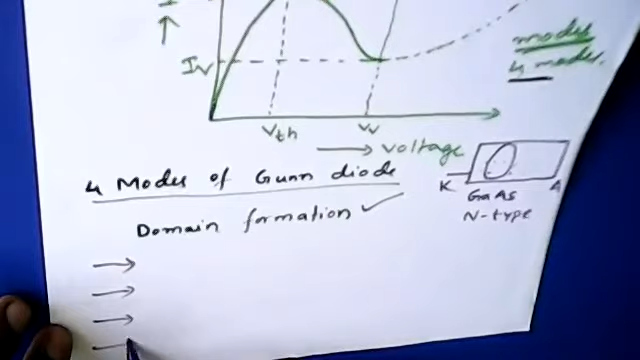 modes
4 modes.
Iv
Vth
Vv
voltage
4 Modes of Gunn diode
K
A
GaAs
N-type
Domain formation